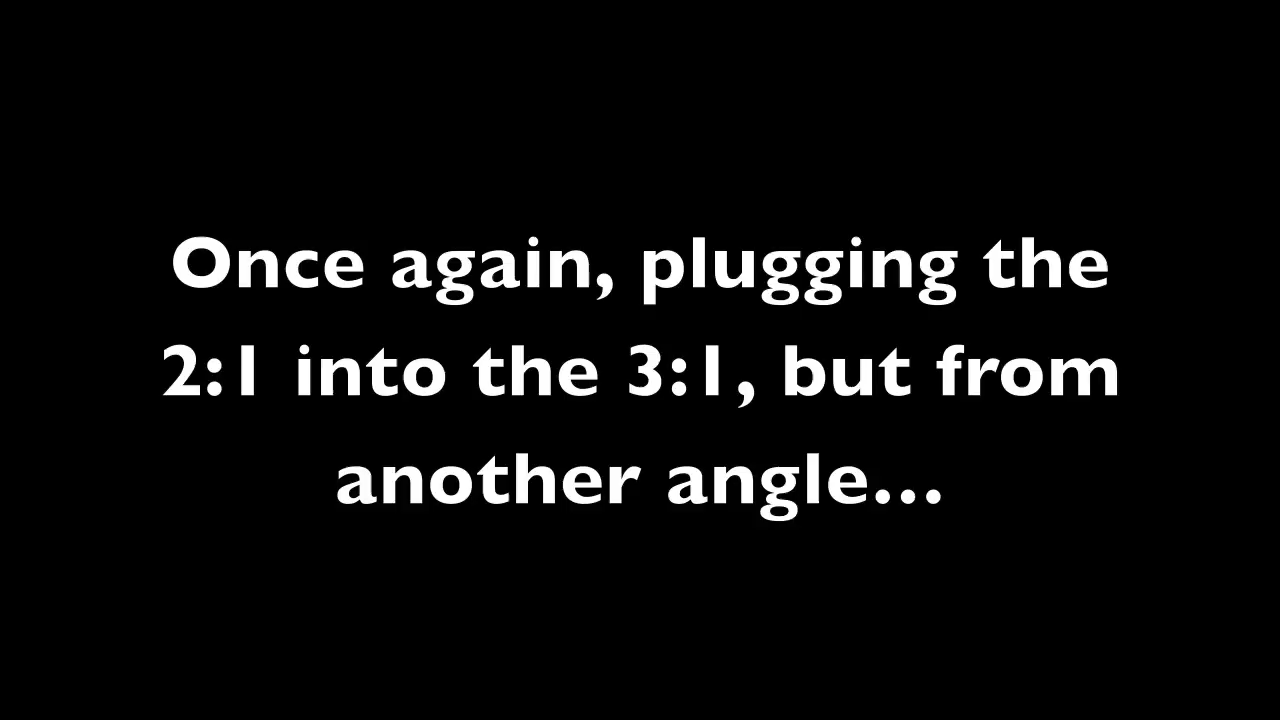 Once again, plugging the
2:1 into the 3:1, but from
another angle...